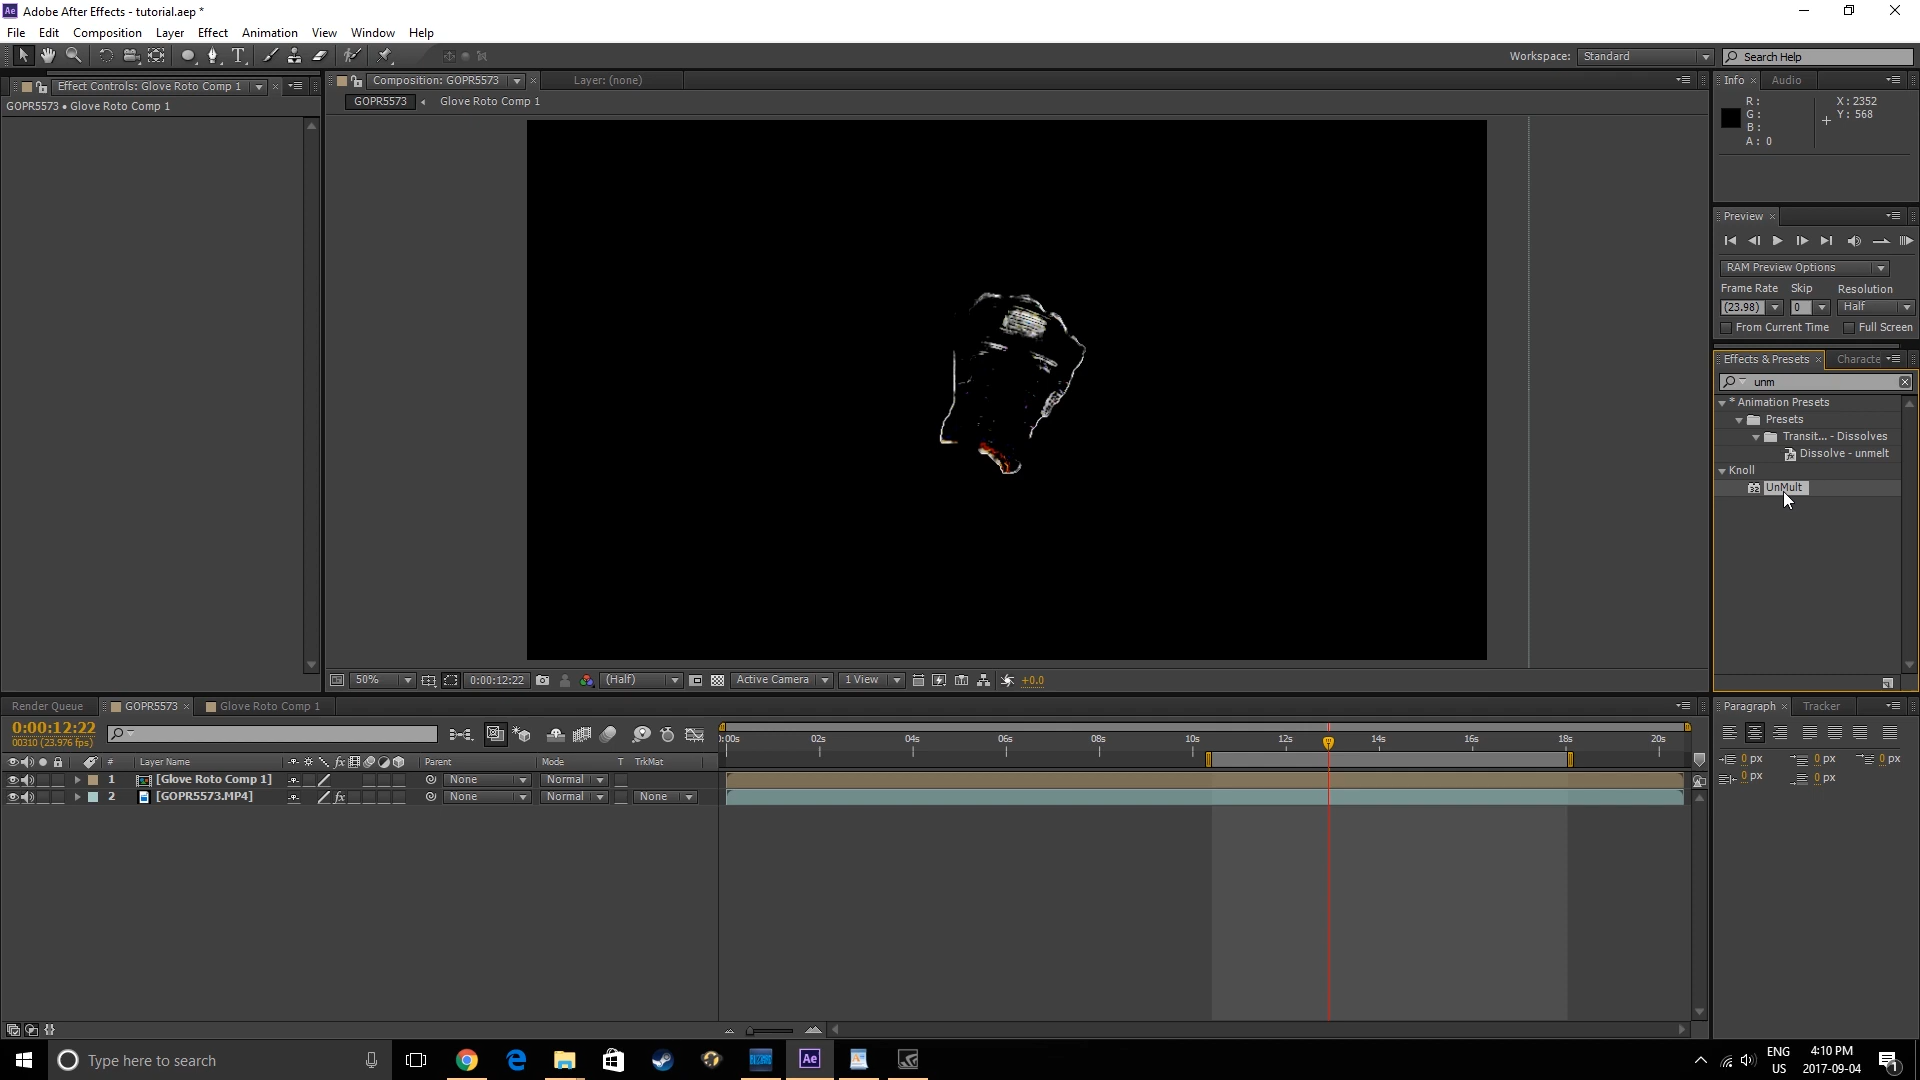 Adobe After Effects - tutorial.aep *
File Edit Composition Layer Effect Animation View Window Help
Workspace: Standard Search Help
Effect Controls: Glove Roto Comp 1
GOPR5573 • Glove Roto Comp 1
Composition: GOPR5573 Layer: (none)
GOPR5573 Glove Roto Comp 1
Info Audio
R: X: 2352
G: Y: 568
B:
A: 0
Preview
RAM Preview Options
Frame Rate Skip Resolution
(23.98) 0 Half
From Current Time Full Screen
Effects & Presets Characte
unm
* Animation Presets
Presets
Transit... - Dissolves
Dissolve - unmelt
Knoll
32 UnMult
50% 0:00:12:22 (Half) Active Camera 1 View +0.0
Render Queue GOPR5573 Glove Roto Comp 1
0:00:12:22
00310 (23.976 fps)
# Layer Name fx Parent Mode T TrkMat
1 [Glove Roto Comp 1] None Normal
2 [GOPR5573.MP4] fx None Normal None
):00s 02s 04s 06s 08s 10s 12s 14s 16s 18s 20s
Paragraph Tracker
0 px 0 px 0 px
0 px 0 px
Type here to search
Ae
ENG
US
4:10 PM
2017-09-04
1